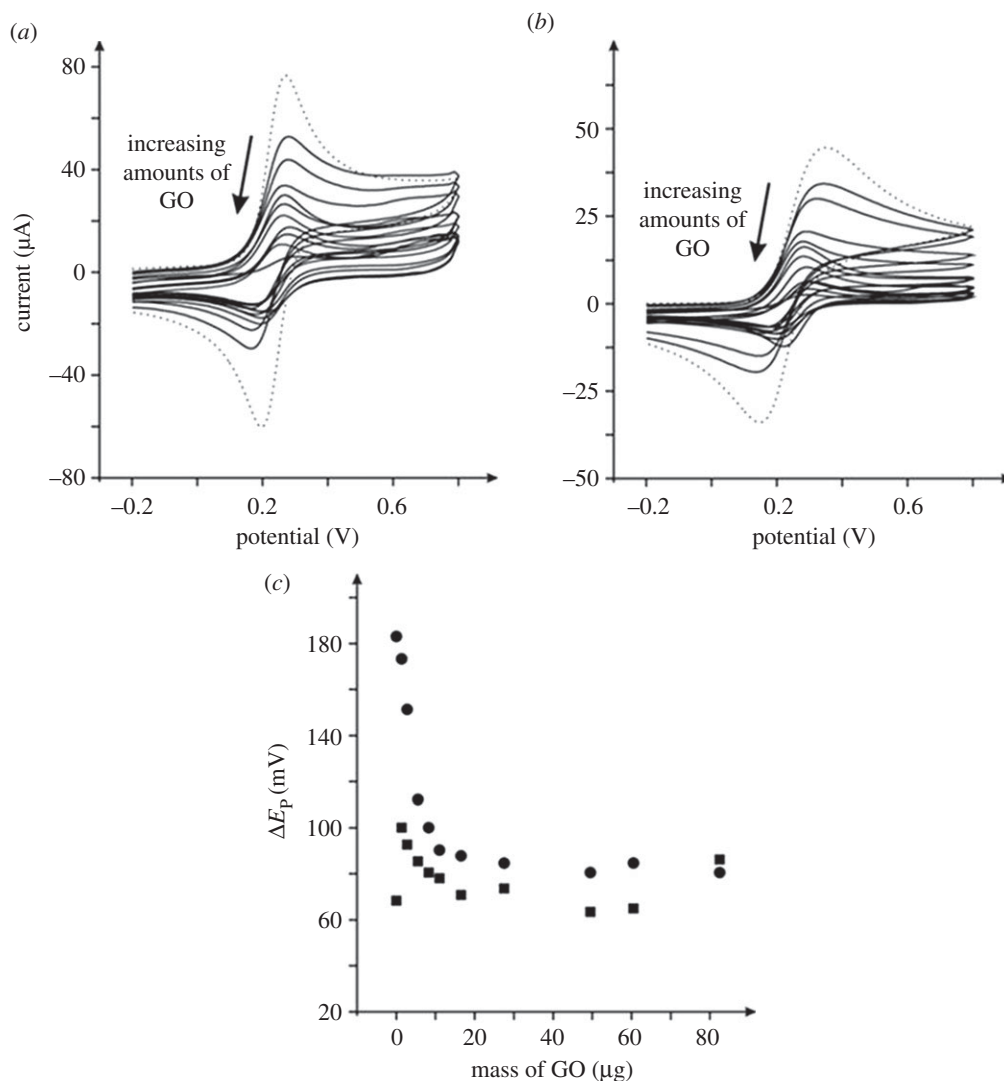 (a)
80
40
0
–40
–80
current (µA)
increasing
amounts of
GO
–0.2
0.2
0.6
potential (V)
(b)
50
25
0
–25
–50
increasing
amounts of
GO
–0.2
0.2
0.6
potential (V)
(c)
180
140
100
60
20
ΔEP (mV)
0
20
40
60
80
mass of GO (µg)